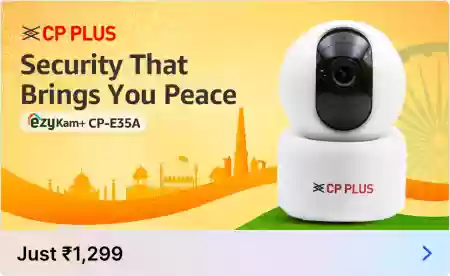 CP PLUS
Security That
Brings You Peace
ezyKam+ CP-E35A
CP PLUS
Just ₹1,299